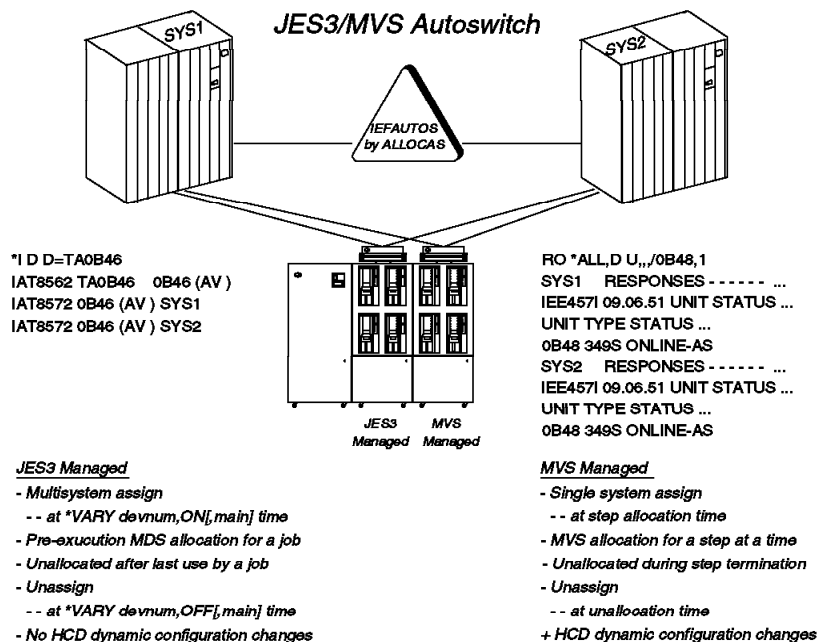 JES3/MVS Autoswitch
SYS1
SYS2
IEFAUTOS
by ALLOCAS
*I D D=TA0B46
IAT8562 TA0B46 0B46 (AV )
IAT8572 0B46 (AV ) SYS1
IAT8572 0B46 (AV ) SYS2
RO *ALL,D U,,,/0B48,1
SYS1 RESPONSES - - - - - - ...
IEE457I 09.06.51 UNIT STATUS ...
UNIT TYPE STATUS ...
0B48 349S ONLINE-AS
SYS2 RESPONSES - - - - - - ...
IEE457I 09.06.51 UNIT STATUS ...
UNIT TYPE STATUS ...
0B48 349S ONLINE-AS
JES3
Managed
MVS
Managed
JES3 Managed
- Multisystem assign
- - at *VARY devnum,ON[,main] time
- Pre-exucution MDS allocation for a job
- Unallocated after last use by a job
- Unassign
- - at *VARY devnum,OFF[,main] time
- No HCD dynamic configuration changes
MVS Managed
- Single system assign
- - at step allocation time
- MVS allocation for a step at a time
- Unallocated during step termination
- Unassign
- - at unallocation time
+ HCD dynamic configuration changes